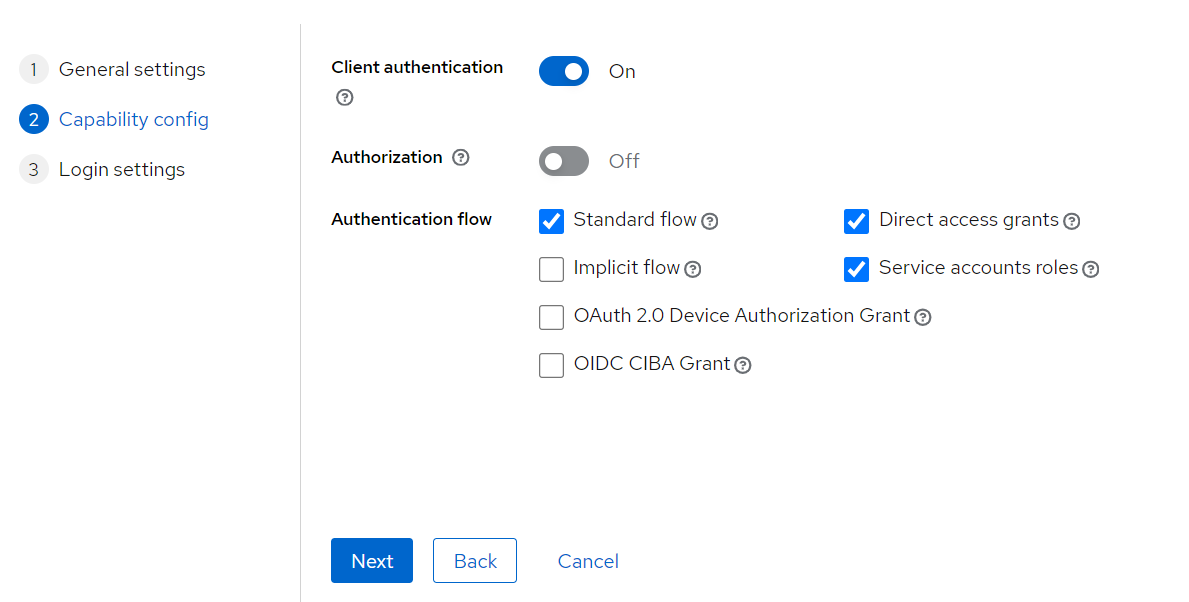 1 General settings
2 Capability config
3 Login settings
Client authentication
On
Authorization
Off
Authentication flow
Standard flow
Direct access grants
Implicit flow
Service accounts roles
OAuth 2.0 Device Authorization Grant
OIDC CIBA Grant
Next
Back
Cancel